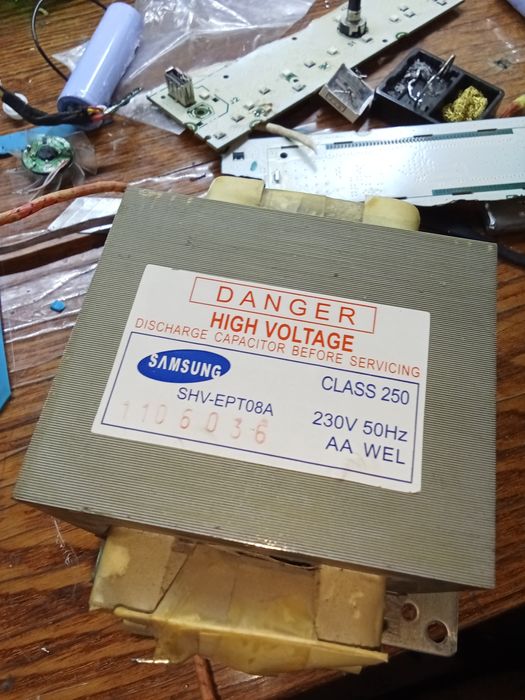 DANGER
HIGH VOLTAGE
DISCHARGE CAPACITOR BEFORE SERVICING
SAMSUNG
CLASS 250
SHV-EPT08A
230V 50Hz
1106036
AA WEL